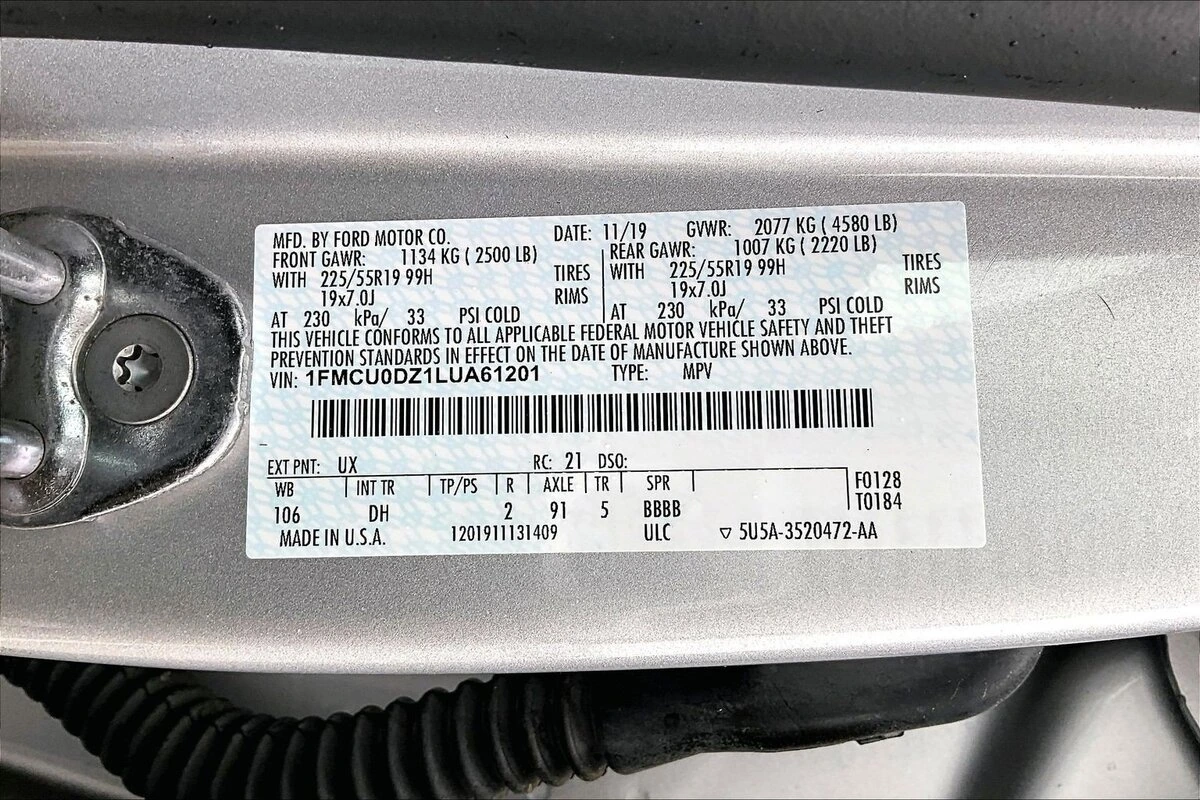 MFD. BY FORD MOTOR CO. DATE: 11/19 GVWR: 2077 KG ( 4580 LB)
FRONT GAWR: 1134 KG ( 2500 LB) REAR GAWR: 1007 KG ( 2220 LB)
WITH 225/55R19 99H TIRES WITH 225/55R19 99H TIRES
19x7.0J RIMS 19x7.0J RIMS
AT 230 kPa/ 33 PSI COLD AT 230 kPa/ 33 PSI COLD
THIS VEHICLE CONFORMS TO ALL APPLICABLE FEDERAL MOTOR VEHICLE SAFETY AND THEFT
PREVENTION STANDARDS IN EFFECT ON THE DATE OF MANUFACTURE SHOWN ABOVE.
VIN: 1FMCU0DZ1LUA61201 TYPE: MPV
EXT PNT: UX RC: 21 DSO:
WB INT TR TP/PS R AXLE TR SPR F0128
106 DH 2 91 5 BBBB T0184
MADE IN U.S.A. 1201911131409 ULC ▽ 5U5A-3520472-AA